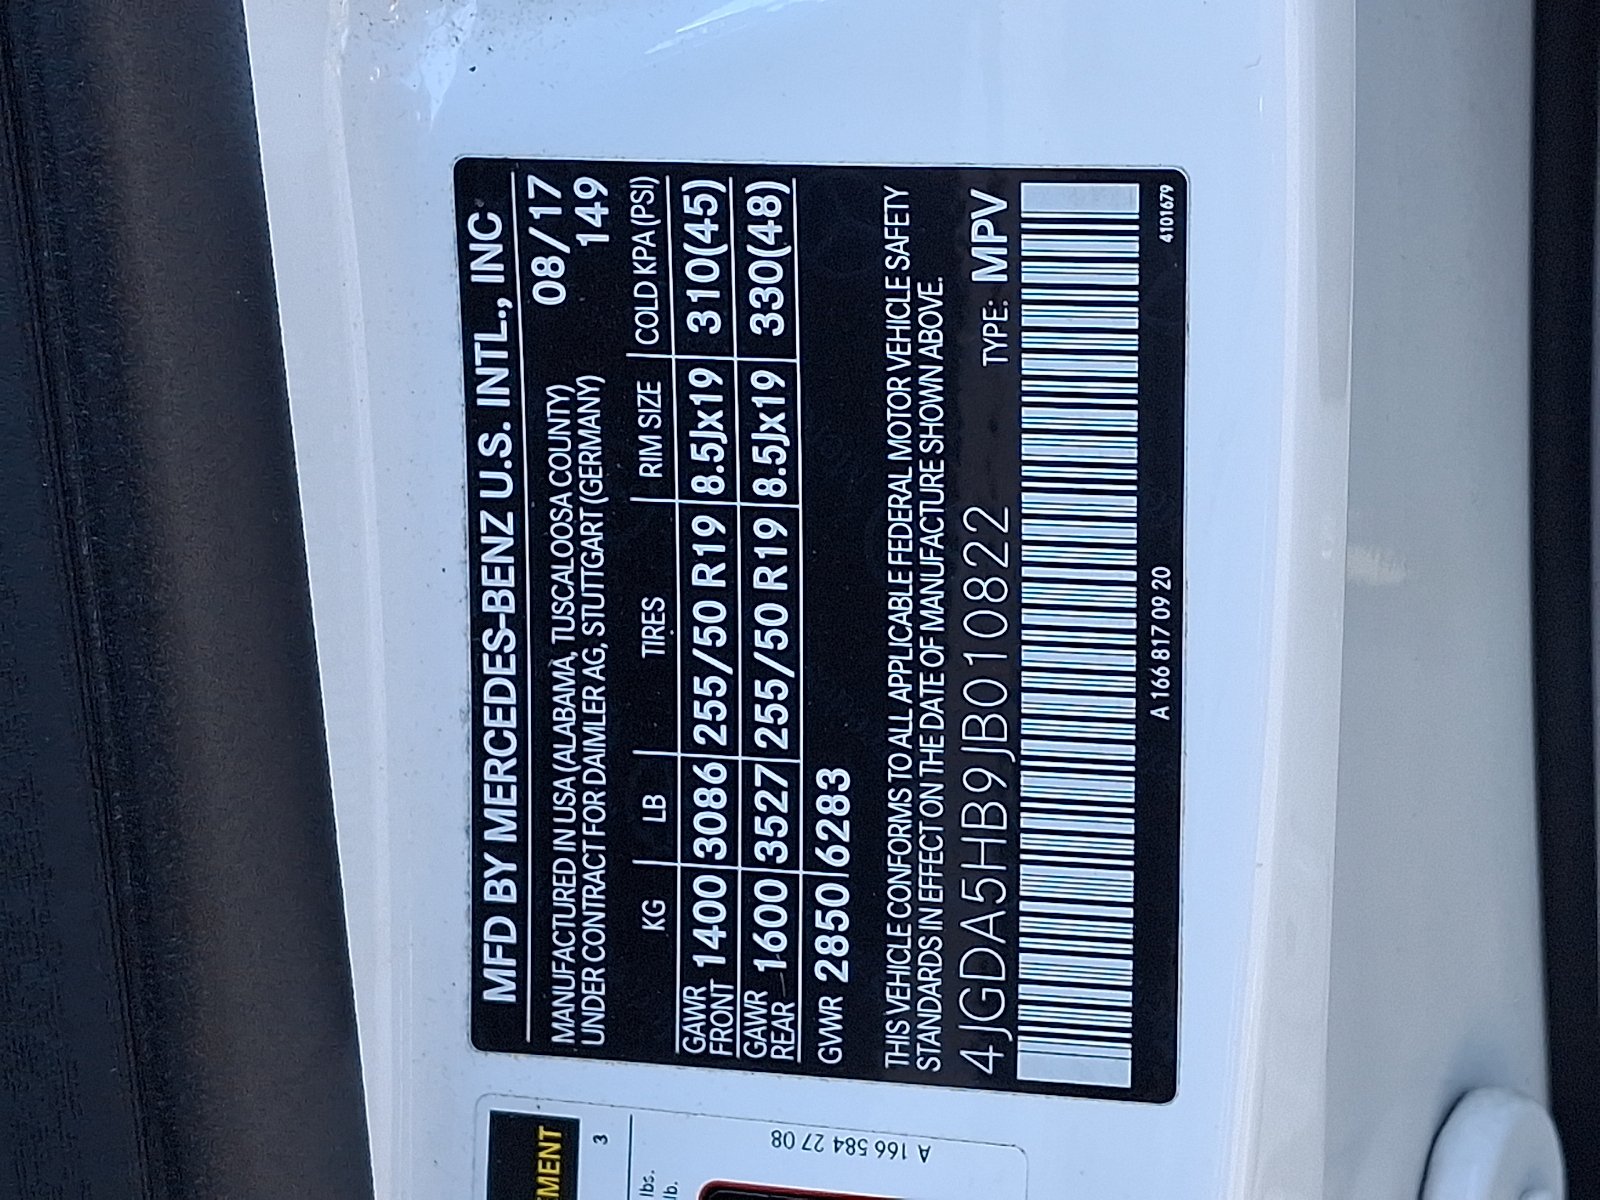 MFD BY MERCEDES-BENZ U.S. INTL., INC
08/17
MANUFACTURED IN USA (ALABAMA, TUSCALOOSA COUNTY)
UNDER CONTRACT FOR DAIMLER AG, STUTTGART (GERMANY) 149
KG LB TIRES RIM SIZE COLD KPA (PSI)
GAWR FRONT 1400 3086 255/50 R19 8.5Jx19 310(45)
GAWR REAR 1600 3527 255/50 R19 8.5Jx19 330(48)
GVWR 2850 6283
THIS VEHICLE CONFORMS TO ALL APPLICABLE FEDERAL MOTOR VEHICLE SAFETY
STANDARDS IN EFFECT ON THE DATE OF MANUFACTURE SHOWN ABOVE.
4JGDA5HB9JB010822 TYPE: MPV
A 166 817 09 20 4101679
EMENT
3
lbs.
lb.
A 166 584 27 08